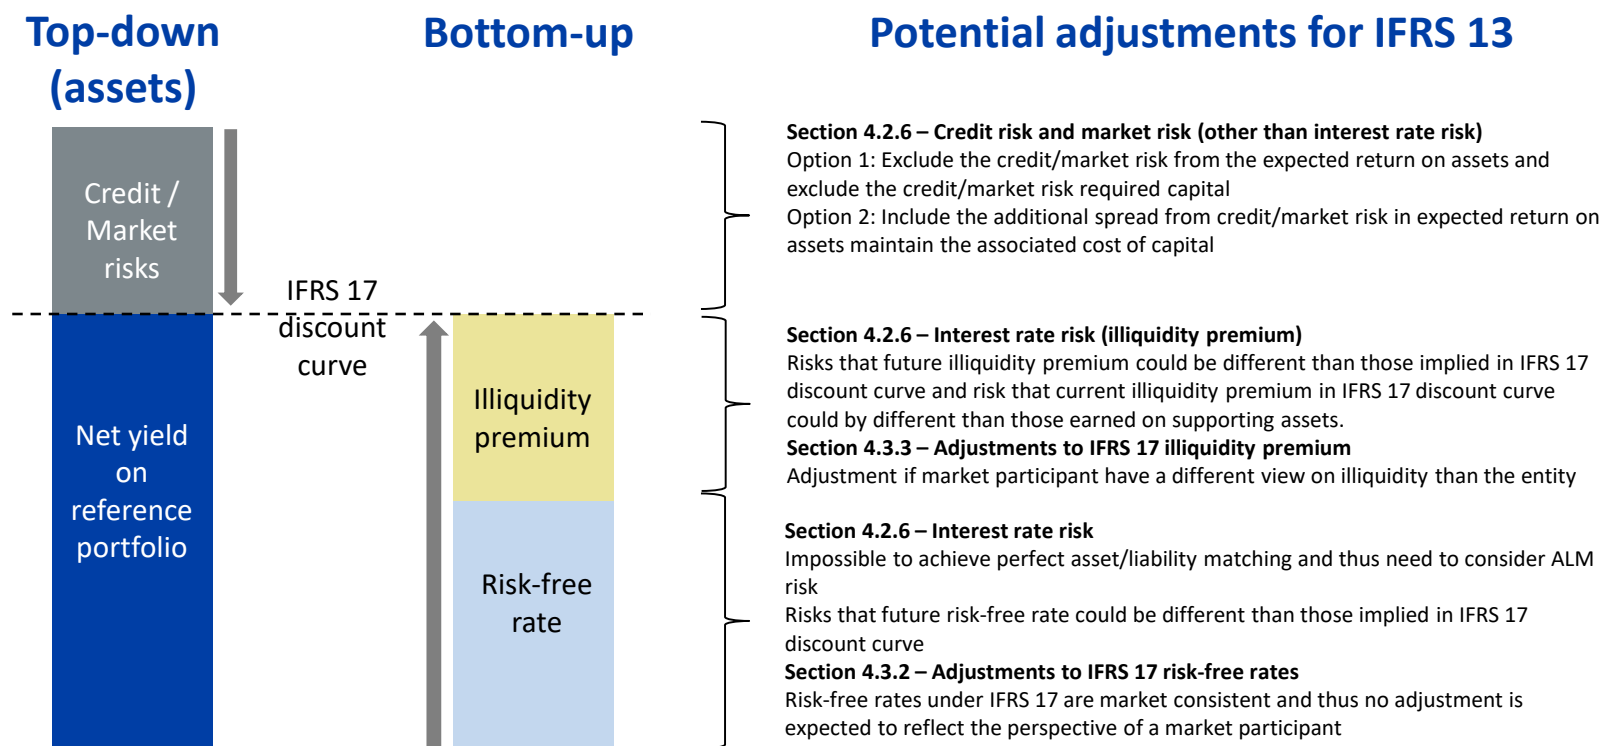 Top-down
(assets)
Bottom-up
Potential adjustments for IFRS 13
Credit /
Market
risks
IFRS 17
discount
curve
Net yield
on
reference
portfolio
Illiquidity
premium
Risk-free
rate
Section 4.2.6 – Credit risk and market risk (other than interest rate risk)
Option 1: Exclude the credit/market risk from the expected return on assets and
exclude the credit/market risk required capital
Option 2: Include the additional spread from credit/market risk in expected return on
assets maintain the associated cost of capital
Section 4.2.6 – Interest rate risk (illiquidity premium)
Risks that future illiquidity premium could be different than those implied in IFRS 17
discount curve and risk that current illiquidity premium in IFRS 17 discount curve
could by different than those earned on supporting assets.
Section 4.3.3 – Adjustments to IFRS 17 illiquidity premium
Adjustment if market participant have a different view on illiquidity than the entity
Section 4.2.6 – Interest rate risk
Impossible to achieve perfect asset/liability matching and thus need to consider ALM
risk
Risks that future risk-free rate could be different than those implied in IFRS 17
discount curve
Section 4.3.2 – Adjustments to IFRS 17 risk-free rates
Risk-free rates under IFRS 17 are market consistent and thus no adjustment is
expected to reflect the perspective of a market participant